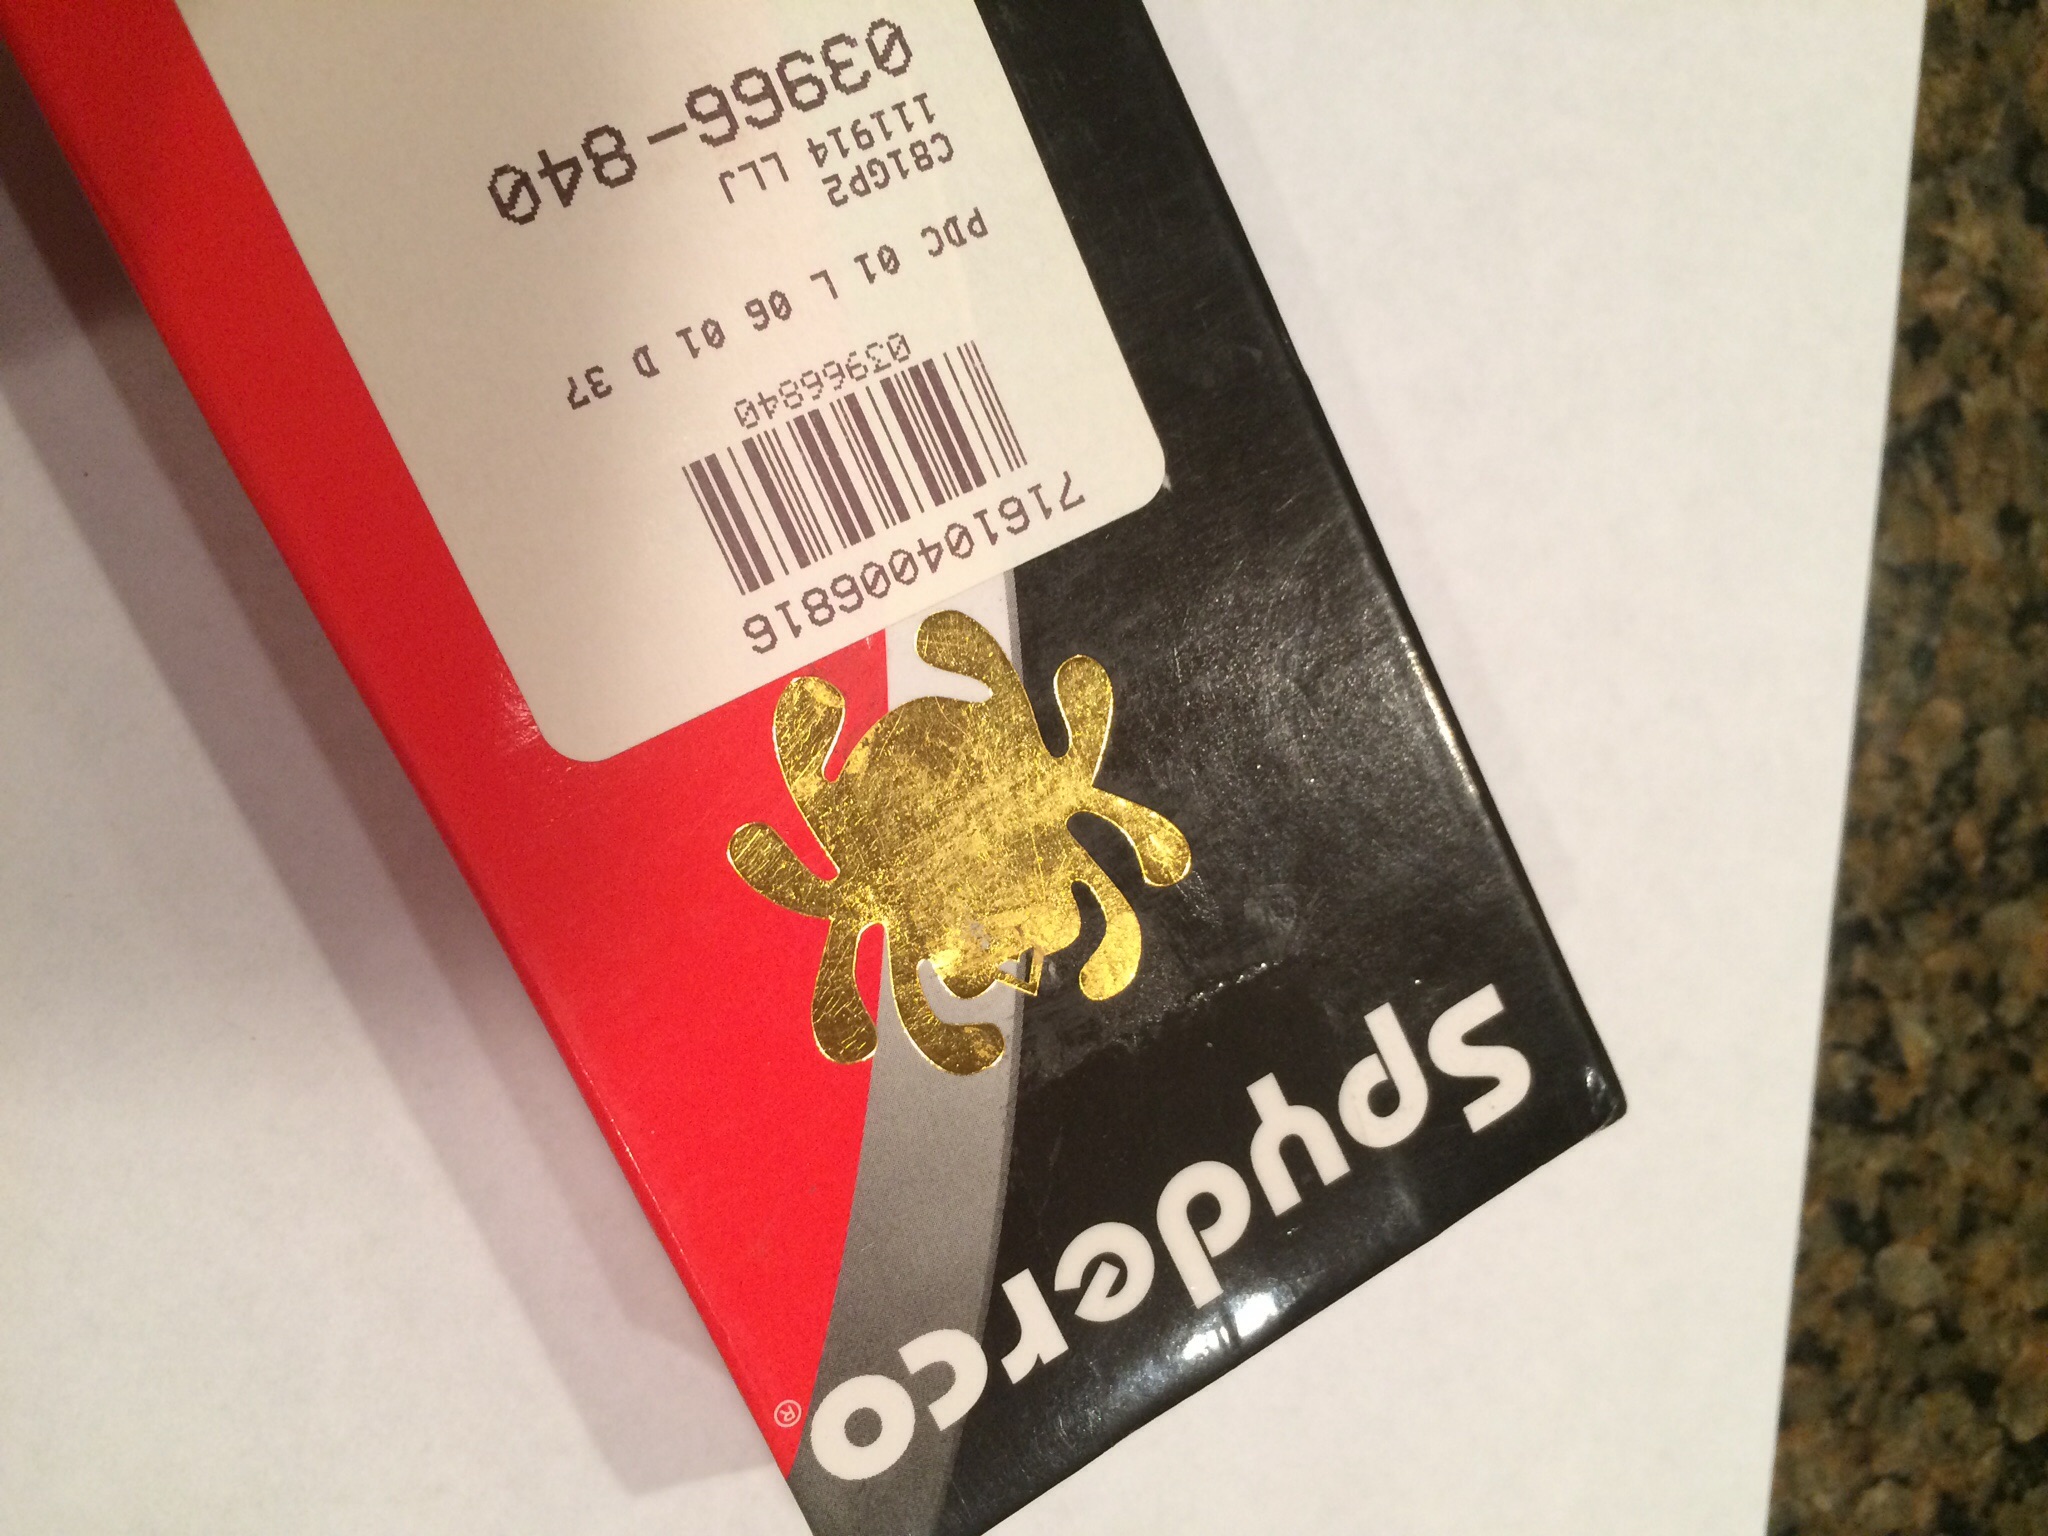 03966-840
111914 LLJ
C81GP2
PDC 01 L 06 01 D 37
03966840
716104006816
spyderco®